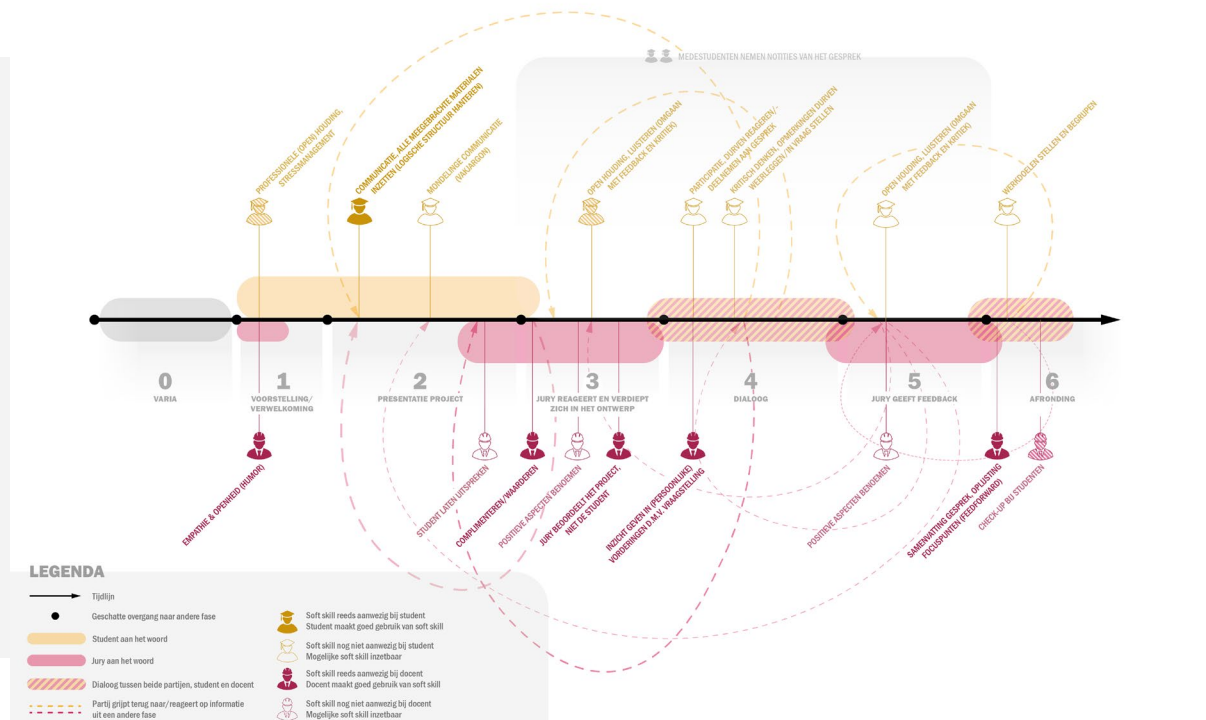 MEDESTUDENTEN NEMEN NOTITIES VAN HET GESPREK
PROFESSIONELE (OPEN) HOUDING,
STRESSMANAGEMENT
COMMUNICATIE, ALLE MEEGEBRACHTE MATERIALEN
INZETTEN (LOGISCHE STRUCTUUR HANTEREN)
MONDELINGE COMMUNICATIE
(VAKJARGON)
OPEN HOUDING, LUISTEREN (OMGAAN
MET FEEDBACK EN KRITIEK)
PARTICIPATIE, DURVEN REAGEREN/-
DEELNEMEN AAN GESPREK
KRITISCH DENKEN, OPMERKINGEN DURVEN
WEERLEGGEN/IN VRAAG STELLEN
OPEN HOUDING, LUISTEREN (OMGAAN
MET FEEDBACK EN KRITIEK)
WERKDOELEN STELLEN EN BEGRIJPEN
0
VARIA
1
VOORSTELLING/
VERWELKOMING
2
PRESENTATIE PROJECT
3
JURY REAGEERT EN VERDIEPT
ZICH IN HET ONTWERP
4
DIALOOG
5
JURY GEEFT FEEDBACK
6
AFRONDING
EMPATHIE & OPENHEID (HUMOR)
STUDENT LATEN UITSPREKEN
COMPLIMENTEREN/WAARDEREN
POSITIEVE ASPECTEN BENOEMEN
JURY BEOORDEELT HET PROJECT,
NIET DE STUDENT
INZICHT GEVEN IN (PERSOONLIJKE)
VORDERINGEN D.M.V. VRAAGSTELLING
POSITIEVE ASPECTEN BENOEMEN
SAMENVATTING GESPREK, OPLIJSTING
FOCUSPUNTEN (FEEDFORWARD)
CHECK-UP BIJ STUDENTEN
LEGENDA
Tijdlijn
Geschatte overgang naar andere fase
Student aan het woord
Jury aan het woord
Dialoog tussen beide partijen, student en docent
Partij grijpt terug naar/reageert op informatie
uit een andere fase
Soft skill reeds aanwezig bij student
Student maakt goed gebruik van soft skill
Soft skill nog niet aanwezig bij student
Mogelijke soft skill inzetbaar
Soft skill reeds aanwezig bij docent
Docent maakt goed gebruik van soft skill
Soft skill nog niet aanwezig bij docent
Mogelijke soft skill inzetbaar